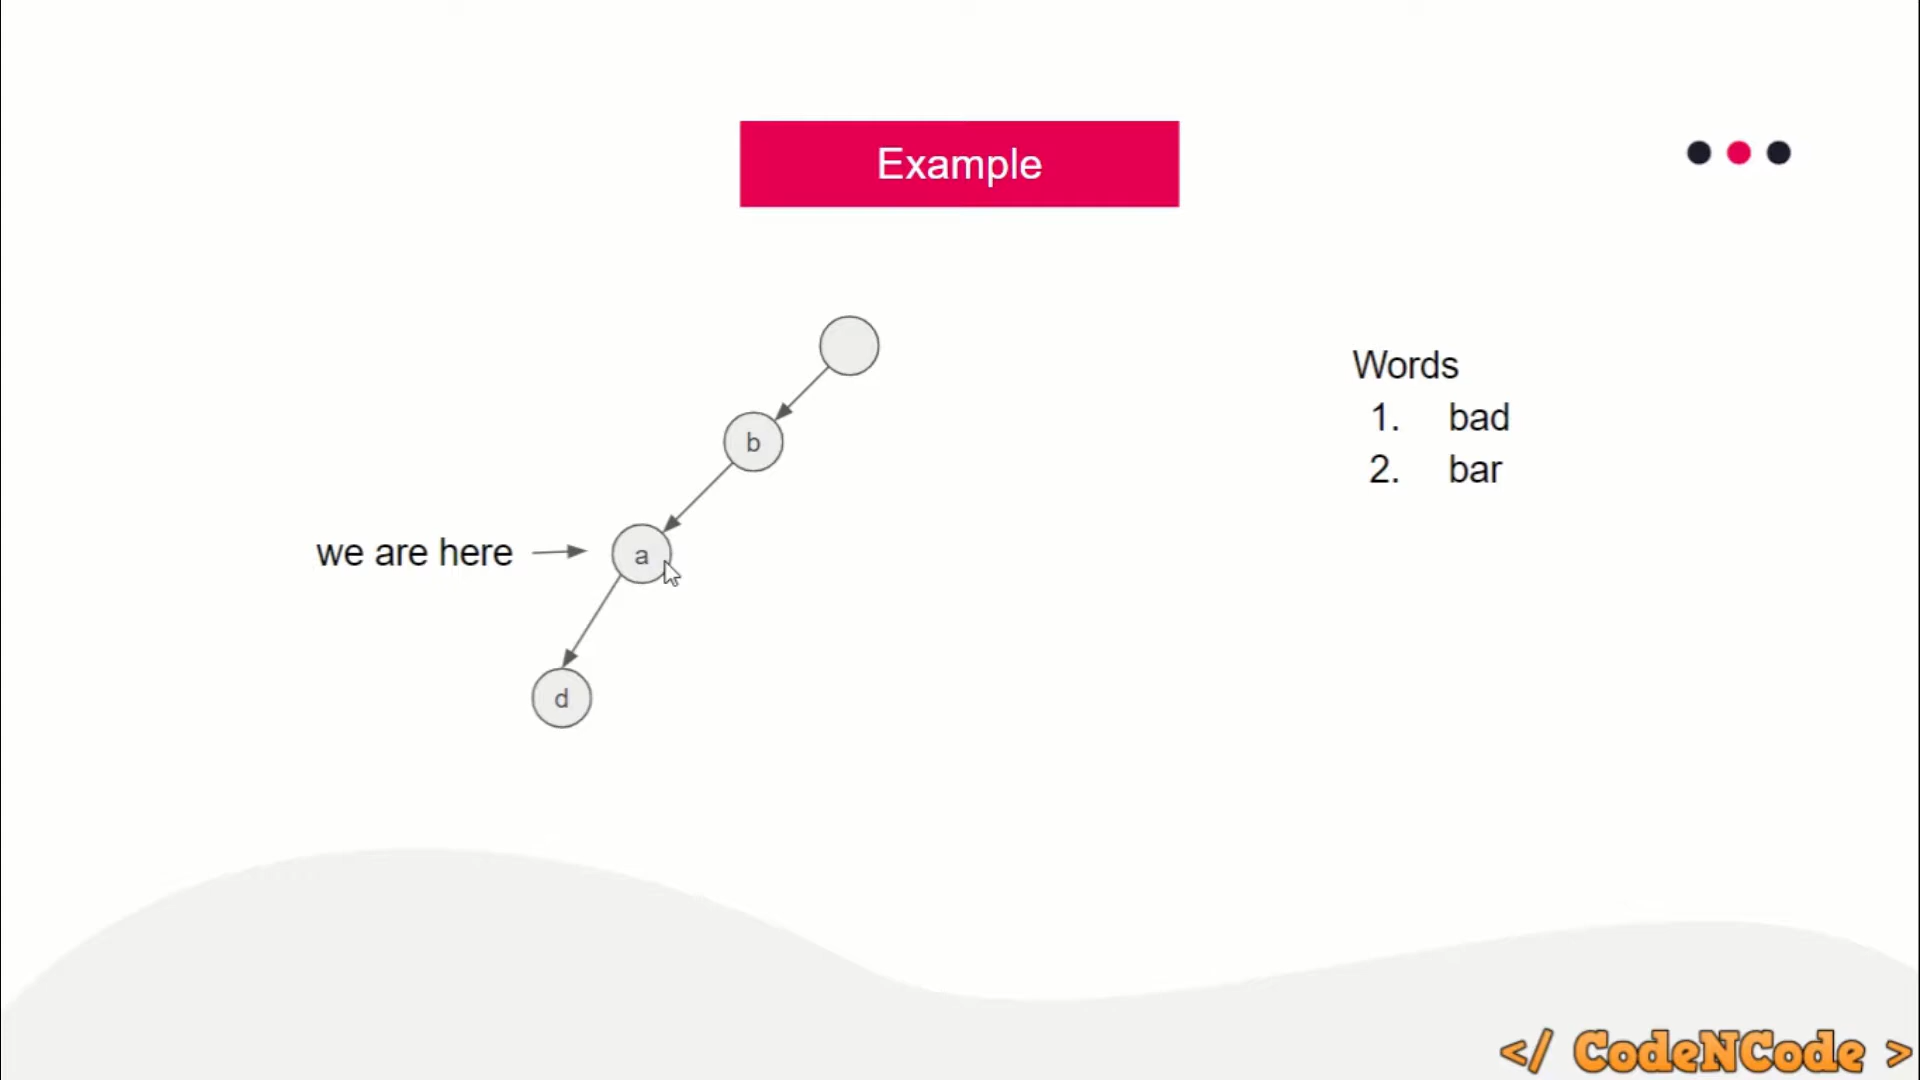 Example
Words
1. bad
2. bar
b
we are here
a
d
</ CodeNCode >